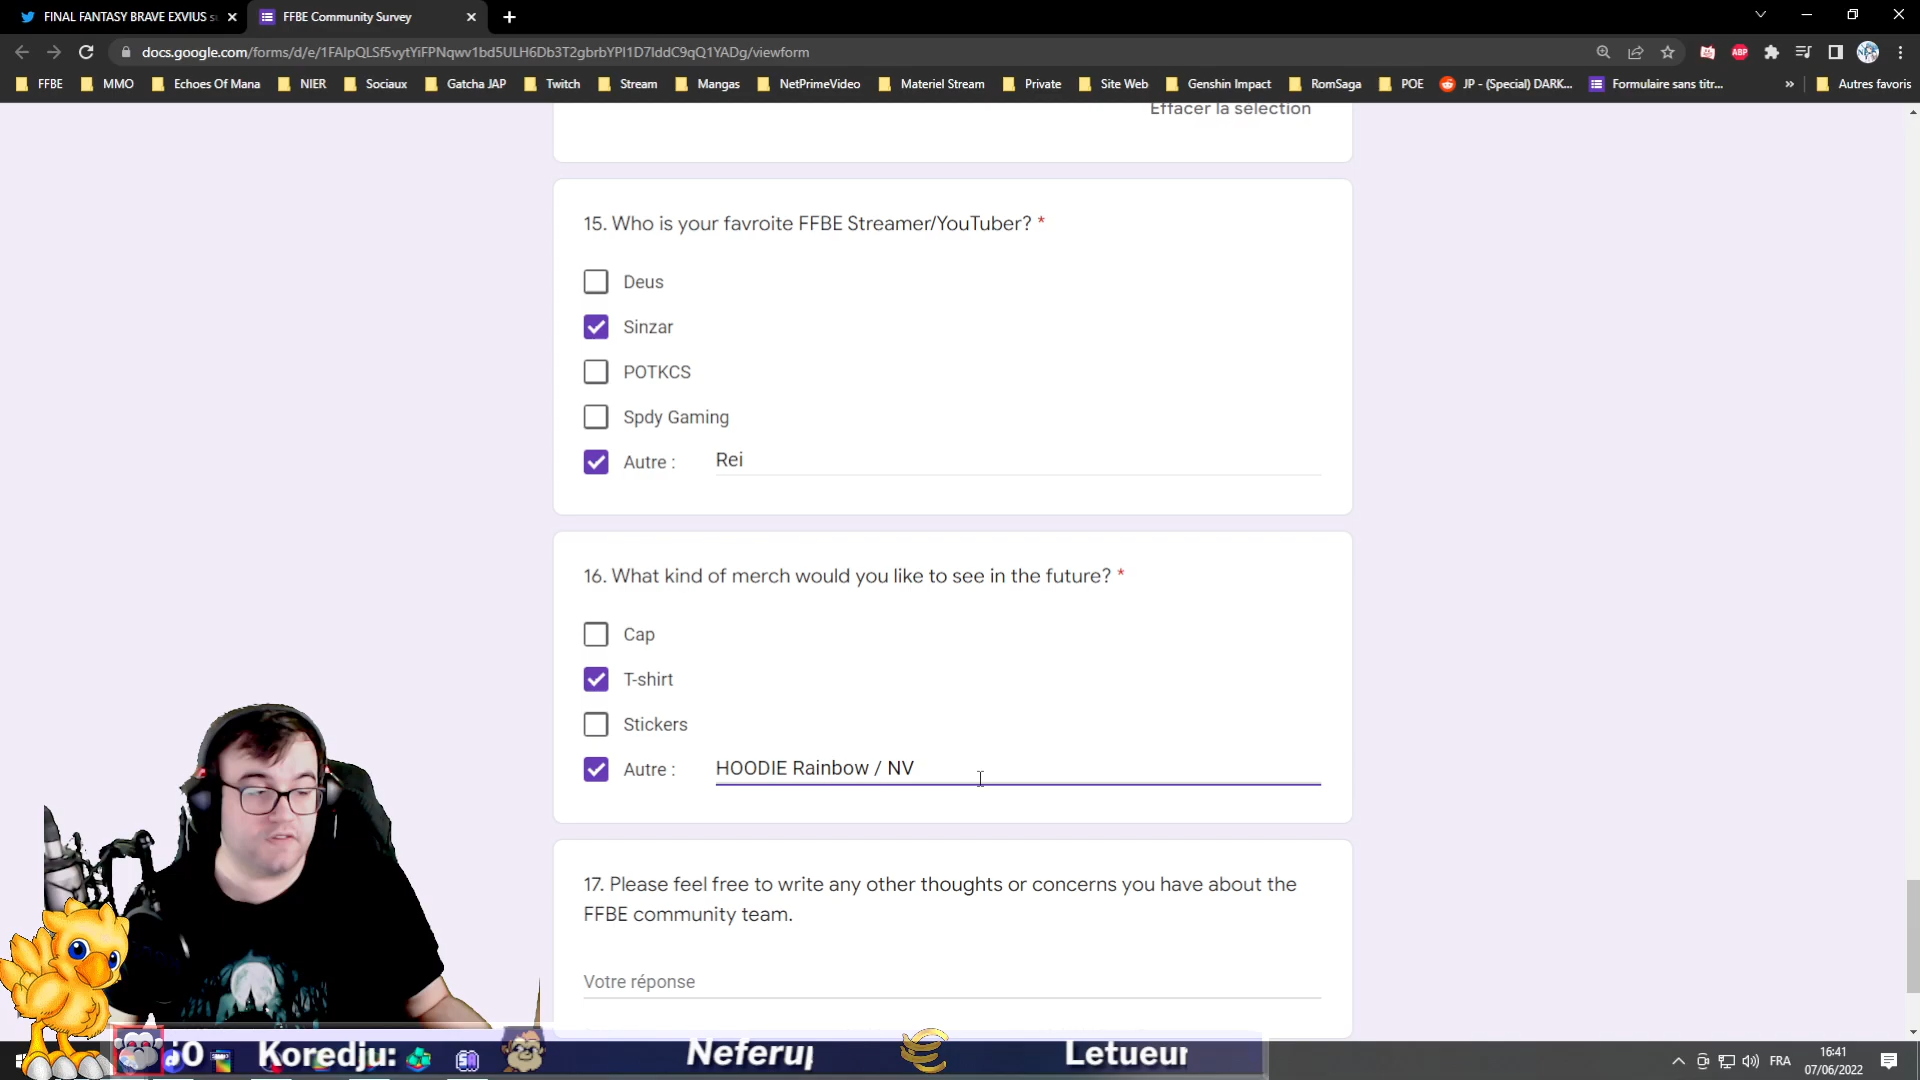 FINAL FANTASY BRAVE EXVIUS su
FFBE Community Survey
docs.google.com/forms/d/e/1FAIpQLSf5vytYiFPNqwv1bd5ULH6Db3T2gbrbYPl1D7IddC9qQ1YADg/viewform
FFBE MMO Echoes Of Mana NIER Sociaux Gatcha JAP Twitch Stream Mangas NetPrimeVideo Materiel Stream Private Site Web Genshin Impact RomSaga POE JP - (Special) DARK... Formulaire sans titr... » Autres favoris
Effacer la sélection
15. Who is your favroite FFBE Streamer/YouTuber? *
Deus
Sinzar
POTKCS
Spdy Gaming
Autre : Rei
16. What kind of merch would you like to see in the future? *
Cap
T-shirt
Stickers
Autre : HOODIE Rainbow / NV
17. Please feel free to write any other thoughts or concerns you have about the
FFBE community team.
Votre réponse
Koredju: Neferup Letueur
FRA
16:41
07/06/2022